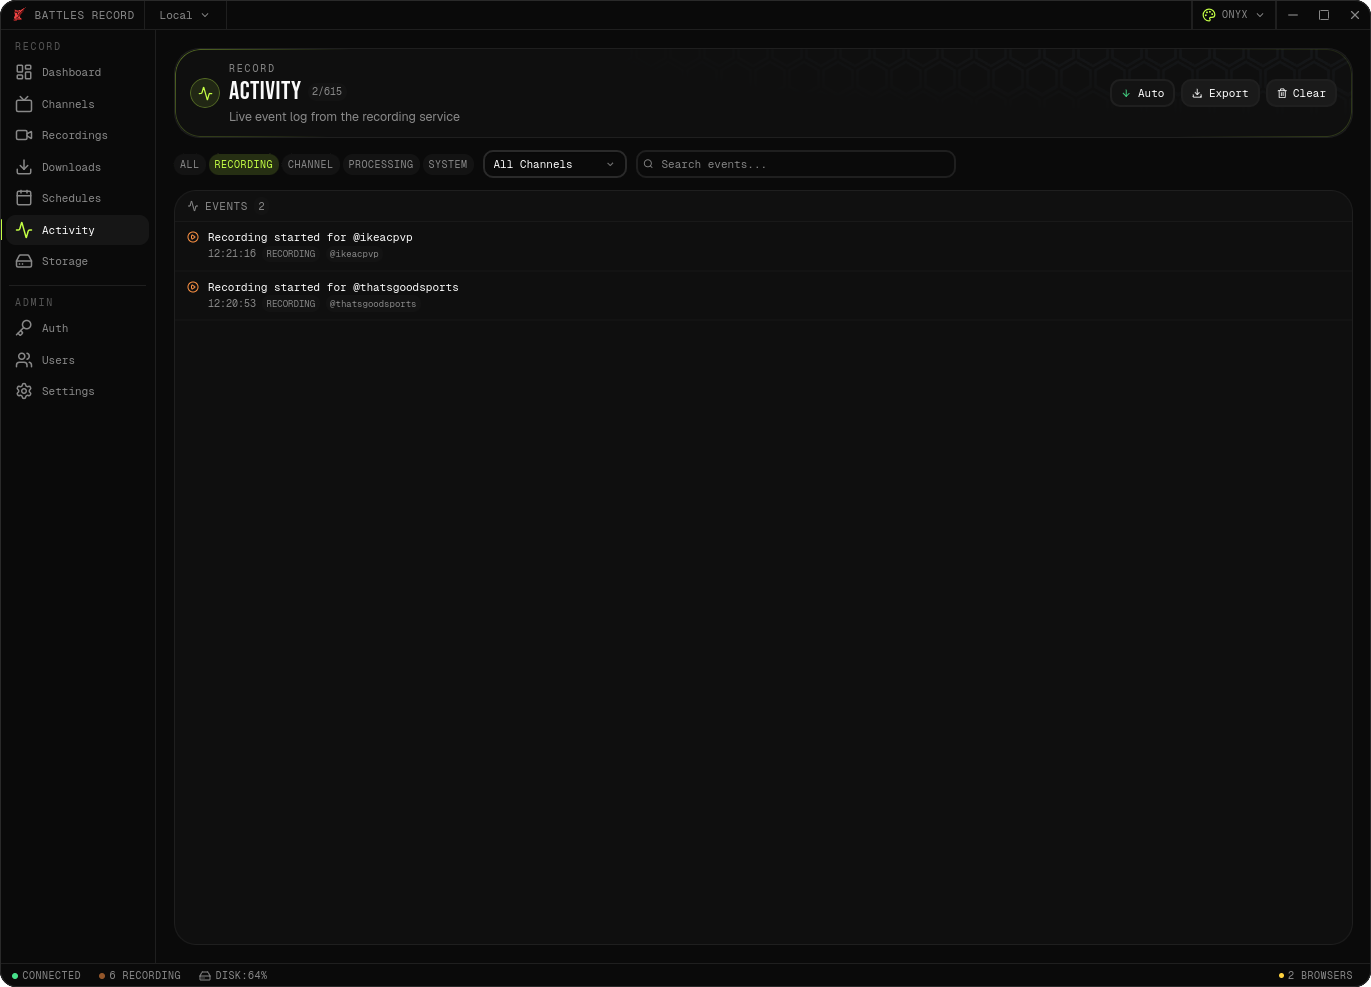 BATTLES RECORD
Local
ONYX
RECORD
Dashboard
Channels
Recordings
Downloads
Schedules
Activity
Storage
ADMIN
Auth
Users
Settings
RECORD
ACTIVITY 2/615
Live event log from the recording service
Auto
Export
Clear
ALL RECORDING CHANNEL PROCESSING SYSTEM
All Channels
Search events...
EVENTS 2
Recording started for @ikeacpvp
12:21:16 RECORDING @ikeacpvp
Recording started for @thatsgoodsports
12:20:53 RECORDING @thatsgoodsports
CONNECTED
6 RECORDING
DISK:64%
2 BROWSERS